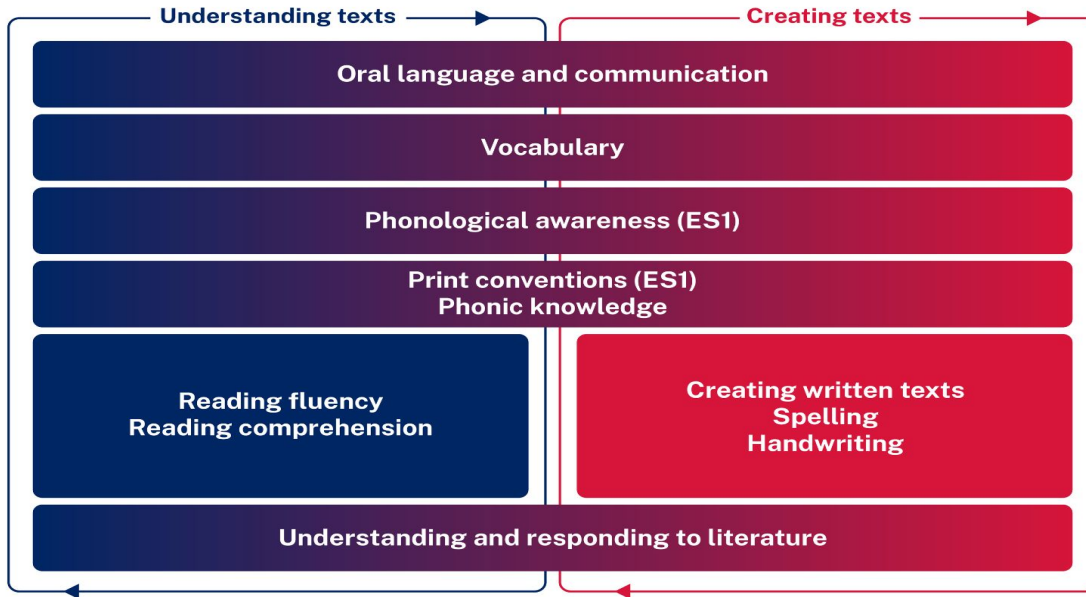 Understanding texts
Creating texts
Oral language and communication
Vocabulary
Phonological awareness (ES1)
Print conventions (ES1)
Phonic knowledge
Reading fluency
Reading comprehension
Creating written texts
Spelling
Handwriting
Understanding and responding to literature